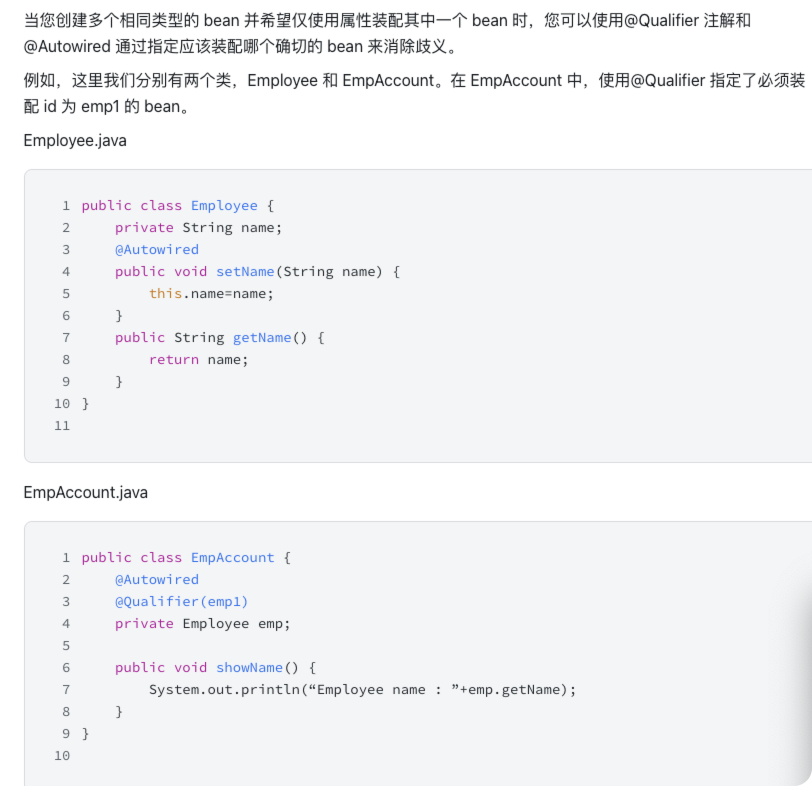 当您创建多个相同类型的 bean 并希望仅使用属性装配其中一个 bean 时，您可以使用@Qualifier 注解和
@Autowired 通过指定应该装配哪个确切的 bean 来消除歧义。
例如，这里我们分别有两个类，Employee 和 EmpAccount。在 EmpAccount 中，使用@Qualifier 指定了必须装
配 id 为 emp1 的 bean。
Employee.java
1 public class Employee {
2     private String name;
3     @Autowired
4     public void setName(String name) {
5         this.name=name;
6     }
7     public String getName() {
8         return name;
9     }
10 }
11
EmpAccount.java
1 public class EmpAccount {
2     @Autowired
3     @Qualifier(emp1)
4     private Employee emp;
5
6     public void showName() {
7         System.out.println(“Employee name : ”+emp.getName);
8     }
9 }
10